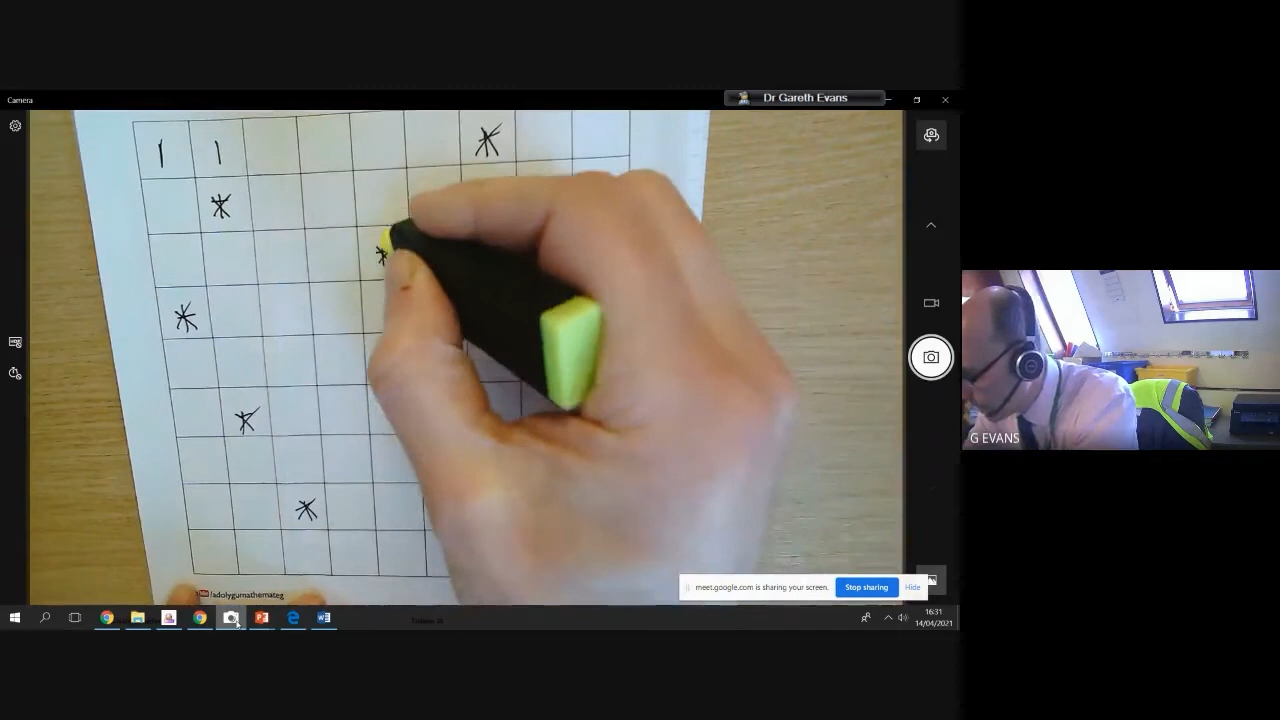 Camera
Dr Gareth Evans
1 1
G EVANS
meet.google.com is sharing your screen. Stop sharing Hide
/adolygumathemateg
16:31
14/04/2021